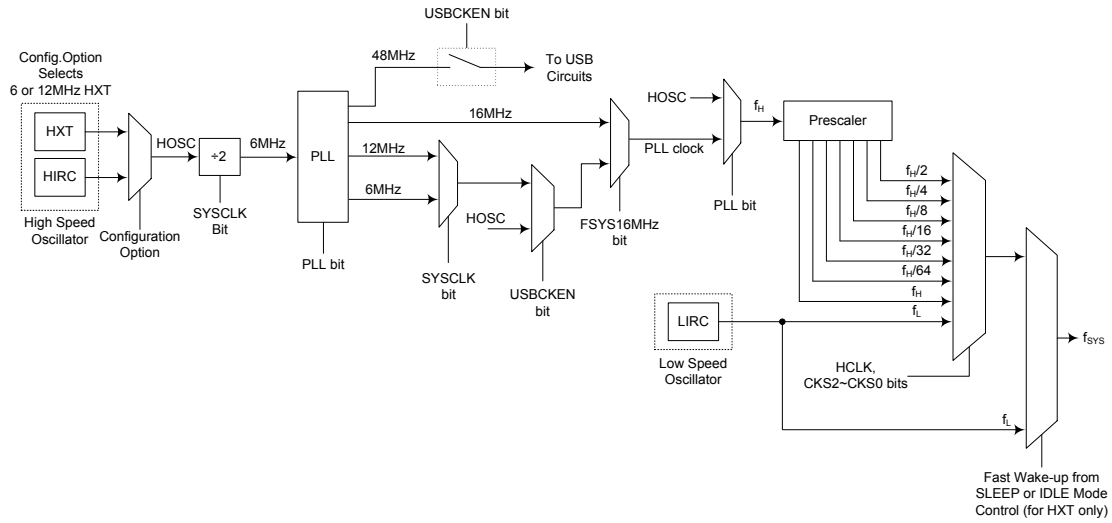 USBCKEN bit
48MHz
To USB
Circuits
Config.Option
Selects
6 or 12MHz HXT
HXT
HIRC
High Speed
Oscillator
HOSC
Configuration
Option
÷2
SYSCLK
Bit
6MHz
PLL
PLL bit
16MHz
12MHz
6MHz
SYSCLK
bit
HOSC
USBCKEN
bit
FSYS16MHz
bit
PLL clock
HOSC
PLL bit
fH
Prescaler
fH/2
fH/4
fH/8
fH/16
fH/32
fH/64
fH
fL
LIRC
Low Speed
Oscillator
HCLK,
CKS2~CKS0 bits
fL
fSYS
Fast Wake-up from
SLEEP or IDLE Mode
Control (for HXT only)